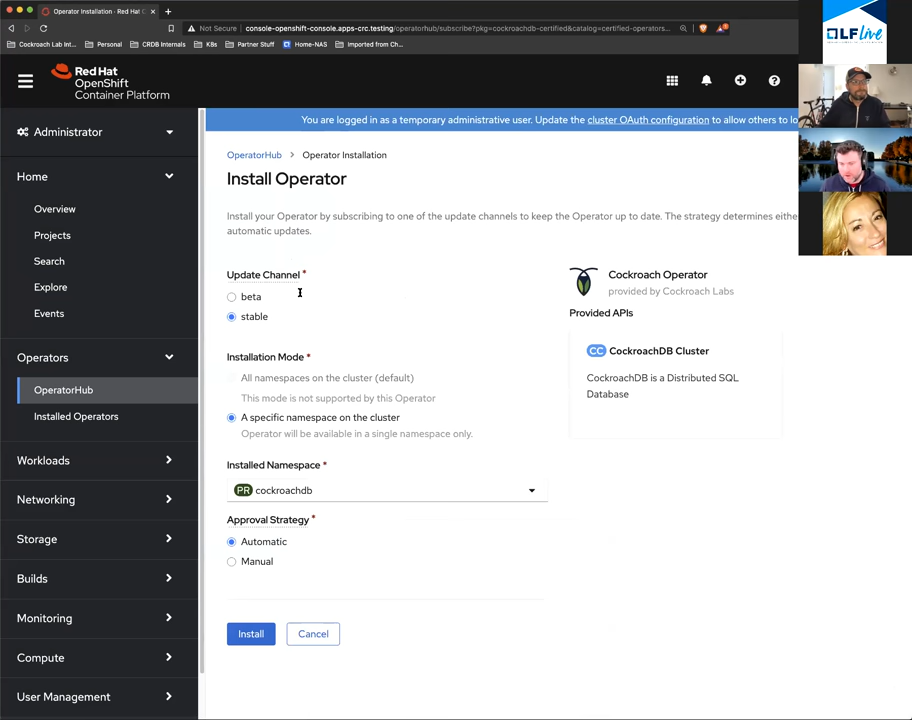 Operator Installation · Red Hat
Not Secure
console-openshift-console.apps-crc.testing/operatorhub/subscribe?pkg=cockroachdb-certified&catalog=certified-operators...
Cockroach Lab Int...
Personal
CRDB Internals
K8s
Partner Stuff
Home-NAS
Imported from Ch...
Red Hat
OpenShift
Container Platform
LF live
You are logged in as a temporary administrative user. Update the cluster OAuth configuration to allow others to lo
Administrator
Home
Overview
Projects
Search
Explore
Events
Operators
OperatorHub
Installed Operators
Workloads
Networking
Storage
Builds
Monitoring
Compute
User Management
OperatorHub > Operator Installation
Install Operator
Install your Operator by subscribing to one of the update channels to keep the Operator up to date. The strategy determines eithe
automatic updates.
Update Channel *
beta
stable
Installation Mode *
All namespaces on the cluster (default)
This mode is not supported by this Operator
A specific namespace on the cluster
Operator will be available in a single namespace only.
Installed Namespace *
PR cockroachdb
Approval Strategy *
Automatic
Manual
Install
Cancel
Cockroach Operator
provided by Cockroach Labs
Provided APIs
CC CockroachDB Cluster
CockroachDB is a Distributed SQL
Database